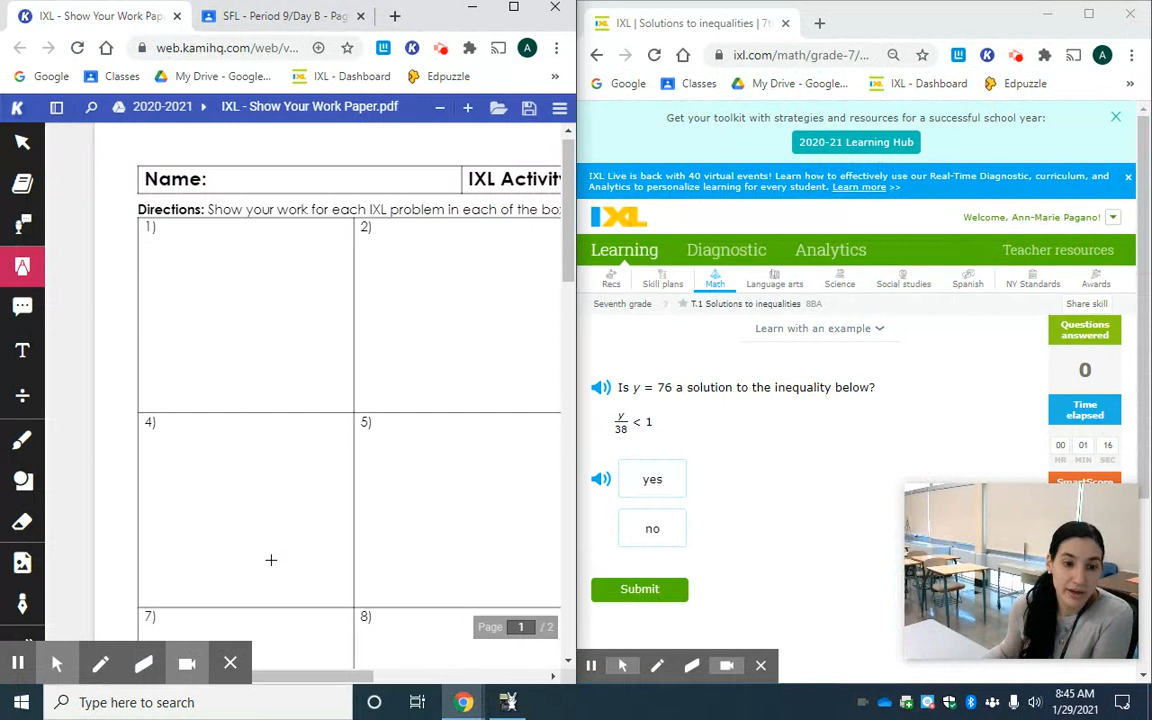 IXL - Show Your Work Pap
SFL - Period 9/Day B - Pag
web.kamihq.com/web/v...
Google
Classes
My Drive - Google...
IXL - Dashboard
Edpuzzle
»
2020-2021
IXL - Show Your Work Paper.pdf
Name:
IXL Activit
Directions: Show your work for each IXL problem in each of the bo
1)
2)
4)
5)
7)
8)
Page 1 / 2
IXL | Solutions to inequalities | 7th
ixl.com/math/grade-7/...
Google
Classes
My Drive - Google...
IXL - Dashboard
Edpuzzle
»
Get your toolkit with strategies and resources for a successful school year:
2020-21 Learning Hub
IXL Live is back with 40 virtual events! Learn how to effectively use our Real-Time Diagnostic, curriculum, and
Analytics to personalize learning for every student. Learn more >>
IXL
Welcome, Ann-Marie Pagano!
Learning
Diagnostic
Analytics
Teacher resources
Recs
Skill plans
Math
Language arts
Science
Social studies
Spanish
NY Standards
Awards
Seventh grade
T.1 Solutions to inequalities 8BA
Share skill
Learn with an example
Questions
answered
0
Time
elapsed
00 01 16
HR MIN SEC
SmartScore
Is y = 76 a solution to the inequality below?
y/38 < 1
yes
no
Submit
Type here to search
8:45 AM
1/29/2021